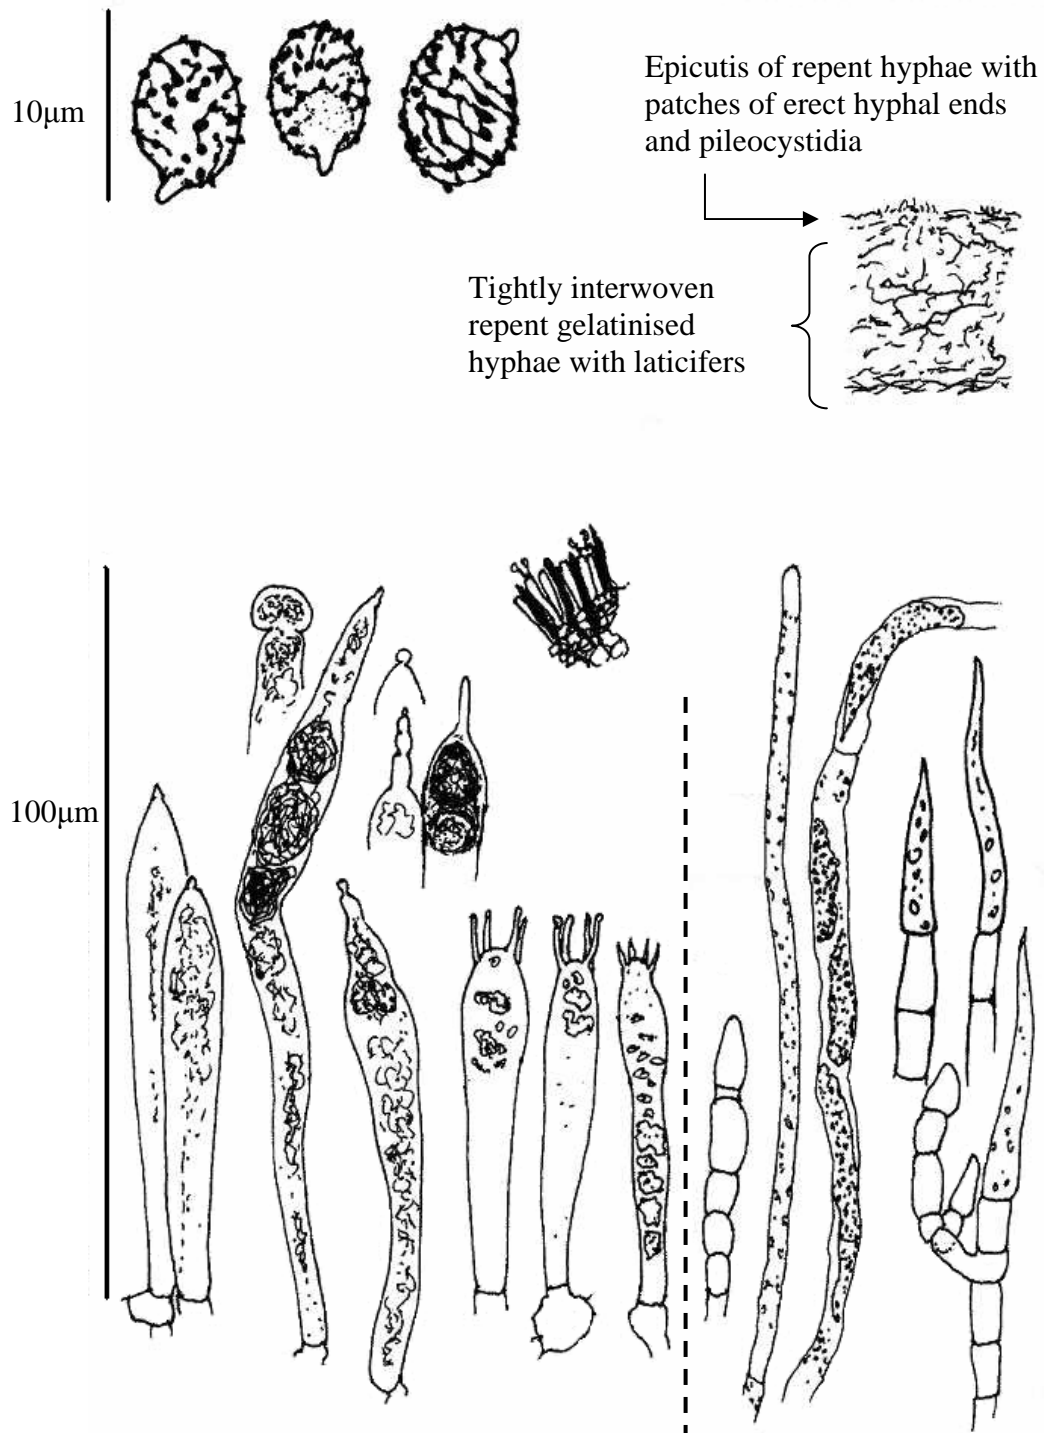 10μm
Epicutis of repent hyphae with
patches of erect hyphal ends
and pileocystidia
Tightly interwoven
repent gelatinised
hyphae with laticifers
100μm